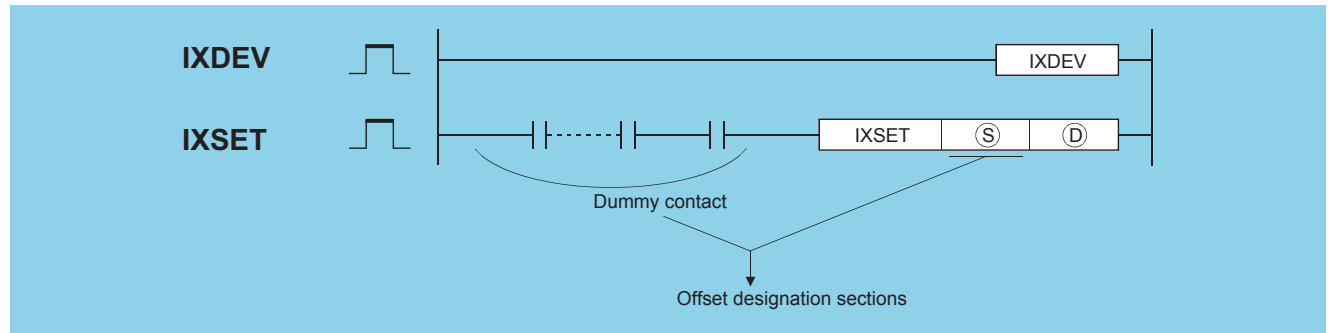 IXDEV
IXDEV
IXSET
IXSET
S
D
Dummy contact
Offset designation sections